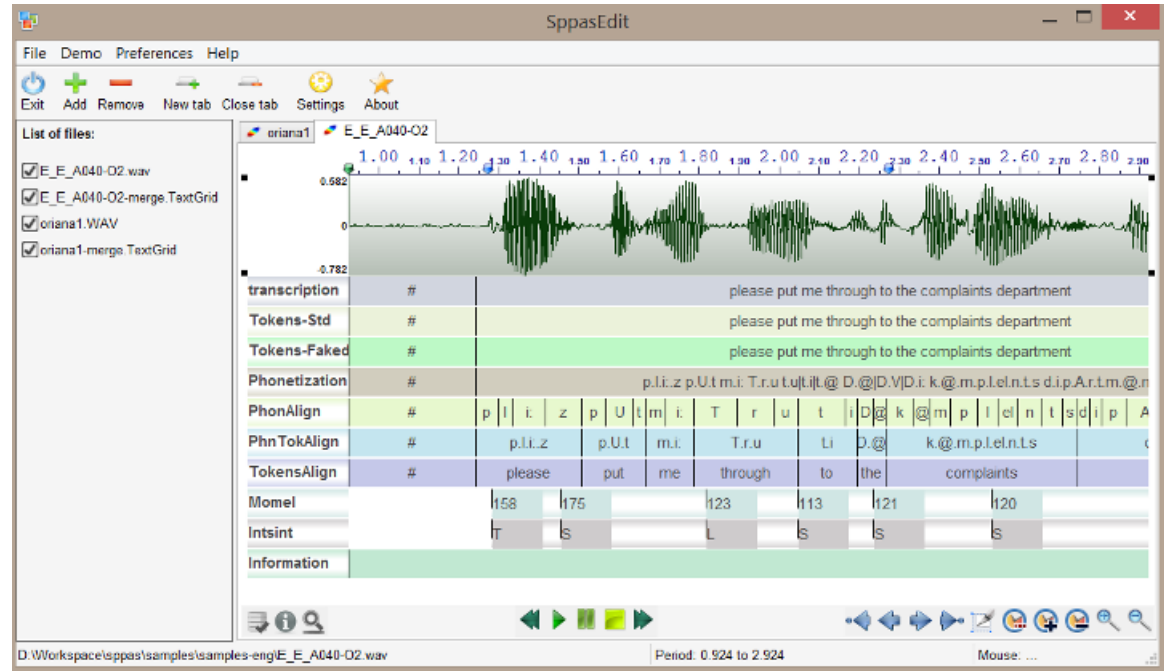 SppasEdit
File Demo Preferences Help
Exit Add Remove New tab Close tab Settings About
List of files:
E_E_A040-O2.wav
E_E_A040-O2-merge.TextGrid
oriana1.WAV
oriana1-merge.TextGrid
oriana1 E_E_A040-O2
1.00 1.10 1.20 1.30 1.40 1.50 1.60 1.70 1.80 1.90 2.00 2.10 2.20 2.30 2.40 2.50 2.60 2.70 2.80 2.90
0.582
0
-0.782
transcription # please put me through to the complaints department
Tokens-Std # please put me through to the complaints department
Tokens-Faked # please put me through to the complaints department
Phonetization # p.l.i:.z p.U.t m.i: T.r.u t.u|t.i|t.@ D.@|D.V|D.i: k.@.m.p.l.eI.n.t.s d.i.p.A.r.t.m.@.n
PhonAlign # p l i: z p U t m i: T r u t i D @ k @ m p l eI n t s d i p A
PhnTokAlign # p.l.i:.z p.U.t m.i: T.r.u t.i D.@ k.@.m.p.l.eI.n.t.s
TokensAlign # please put me through to the complaints
Momel 158 175 123 113 121 120
Intsint T S L S S S
Information
D:\Workspace\sppas\samples\samples-eng\E_E_A040-O2.wav Period: 0.924 to 2.924 Mouse: ...